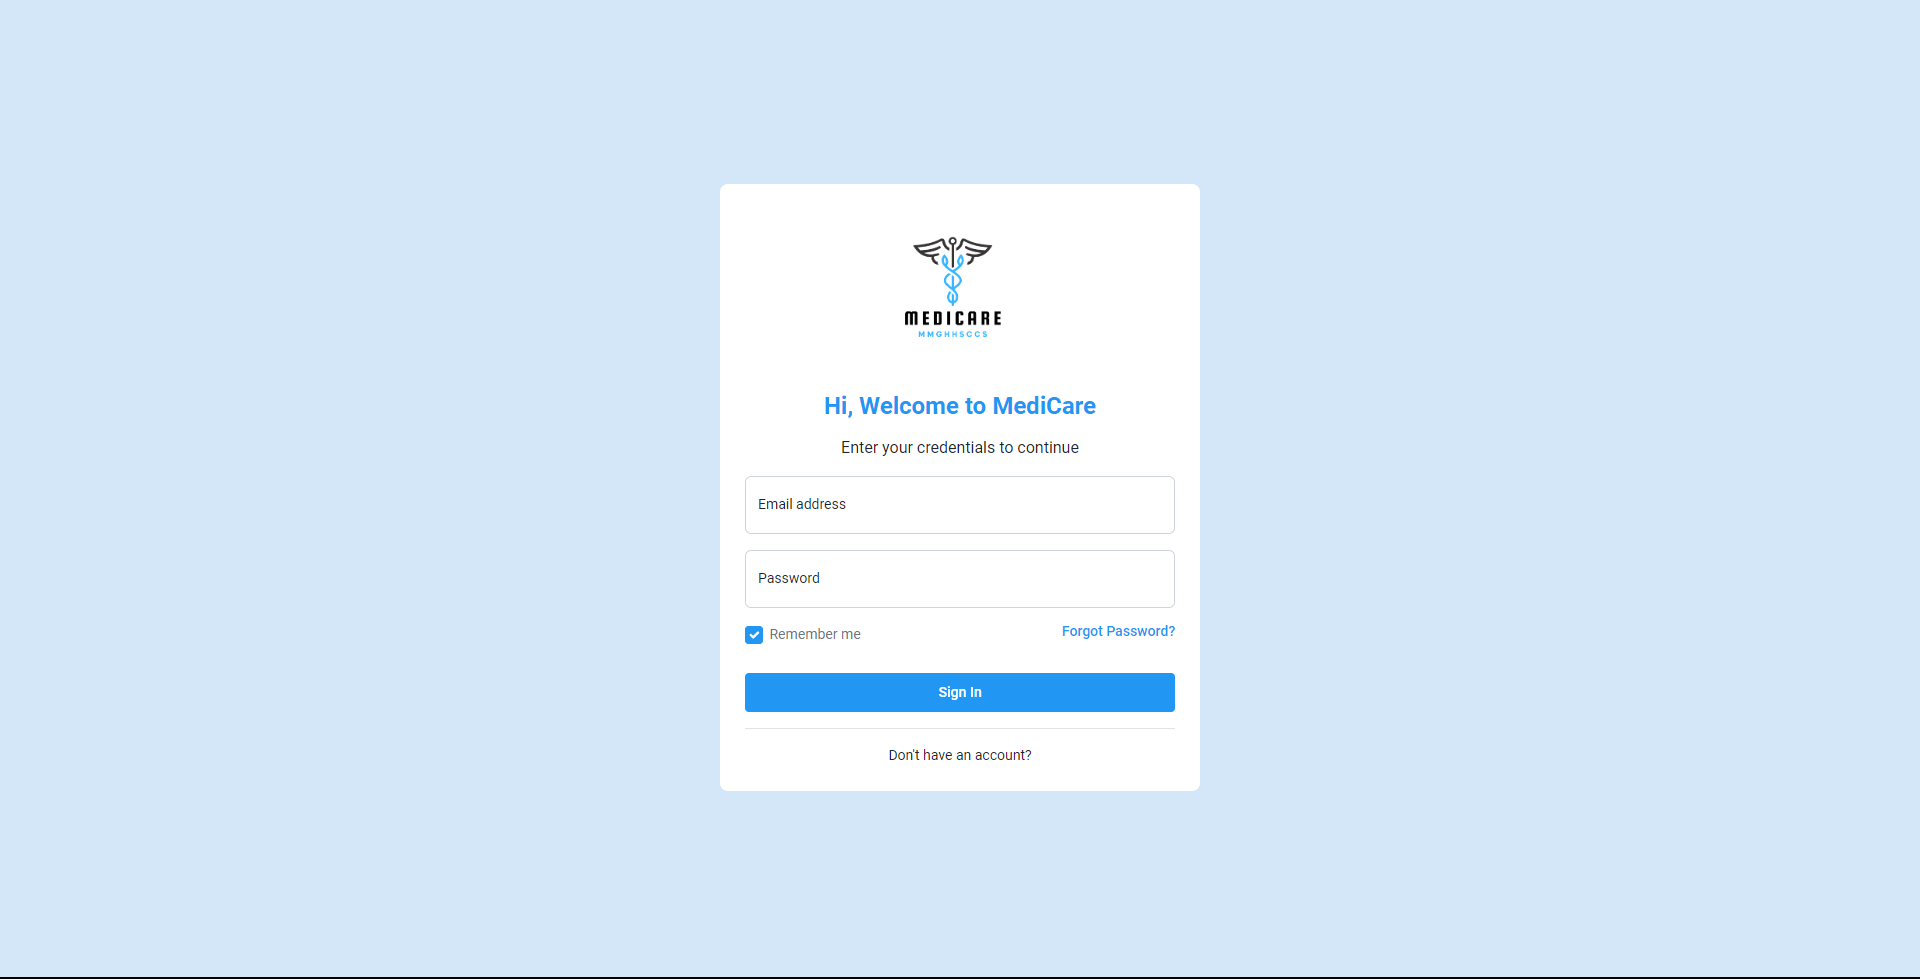 MEDICARE
MMGHHSCCS
Hi, Welcome to MediCare
Enter your credentials to continue
Email address
Password
Remember me
Forgot Password?
Sign In
Don't have an account?